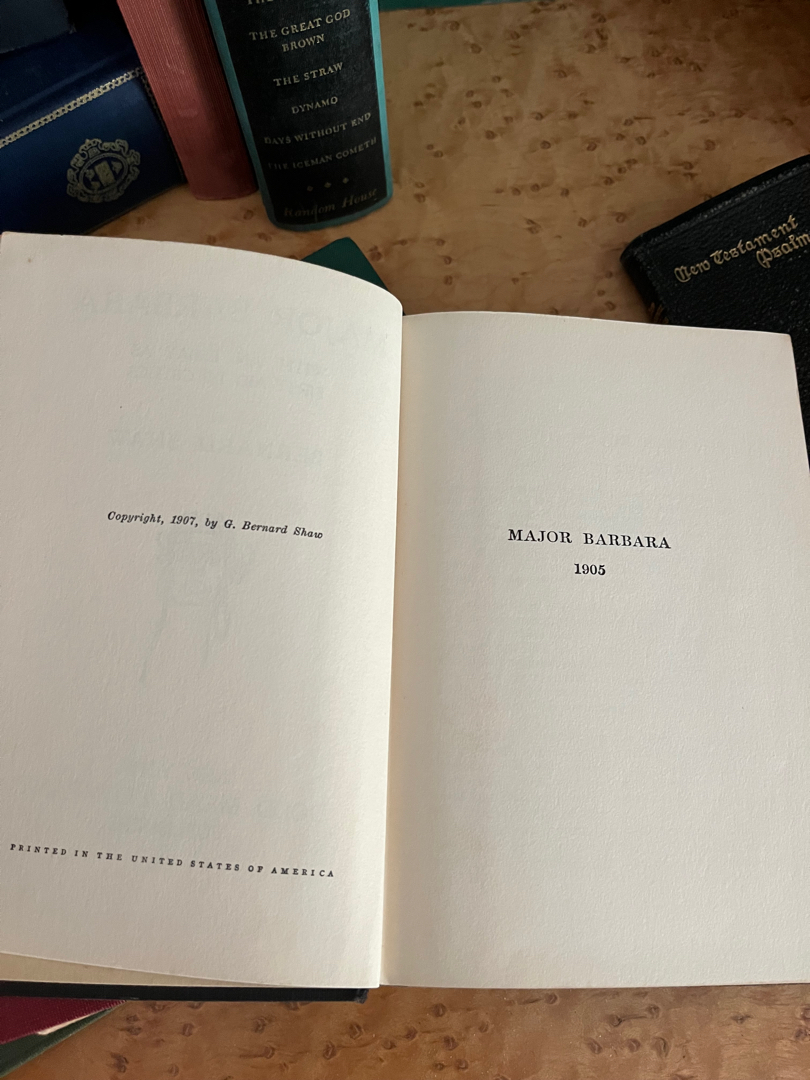 THE GREAT GOD
BROWN
THE STRAW
DYNAMO
DAYS WITHOUT END
THE ICEMAN COMETH
Random House
New Testament
Psalm
Copyright, 1907, by G. Bernard Shaw
PRINTED IN THE UNITED STATES OF AMERICA
MAJOR BARBARA
1905